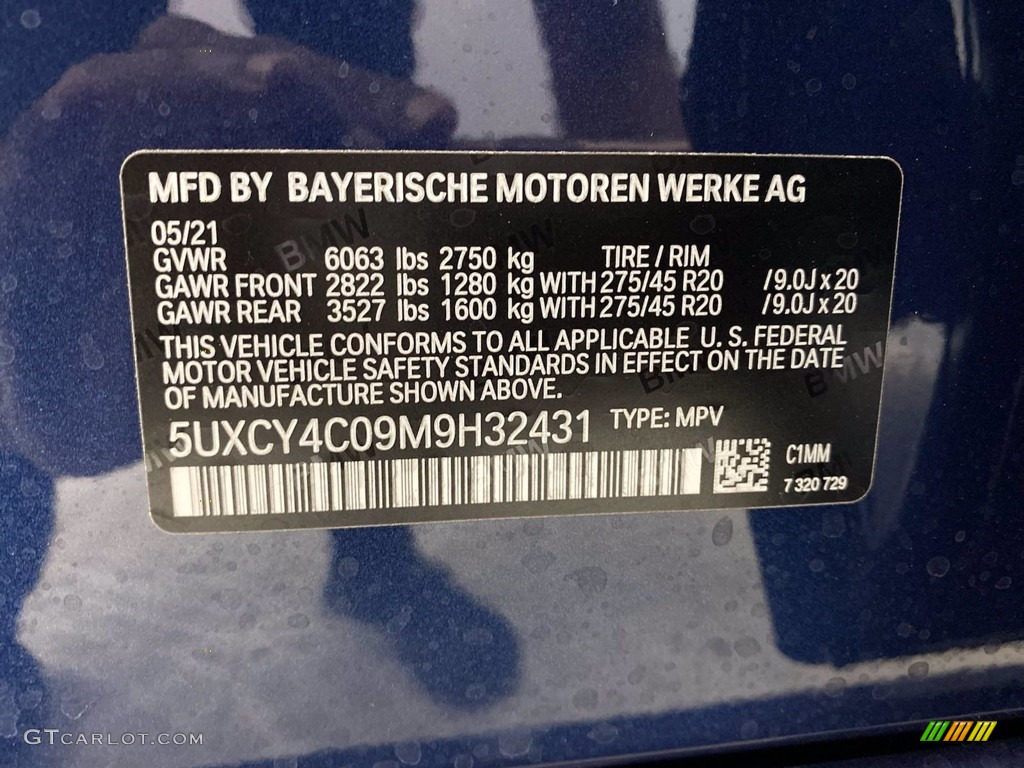 MFD BY BAYERISCHE MOTOREN WERKE AG
05/21
GVWR 6063 lbs 2750 kg TIRE / RIM
GAWR FRONT 2822 lbs 1280 kg WITH 275/45 R20 /9.0J x 20
GAWR REAR 3527 lbs 1600 kg WITH 275/45 R20 /9.0J x 20
THIS VEHICLE CONFORMS TO ALL APPLICABLE U. S. FEDERAL
MOTOR VEHICLE SAFETY STANDARDS IN EFFECT ON THE DATE
OF MANUFACTURE SHOWN ABOVE.
5UXCY4C09M9H32431 TYPE: MPV
C1MM
7 320 729
GTCARLOT.COM